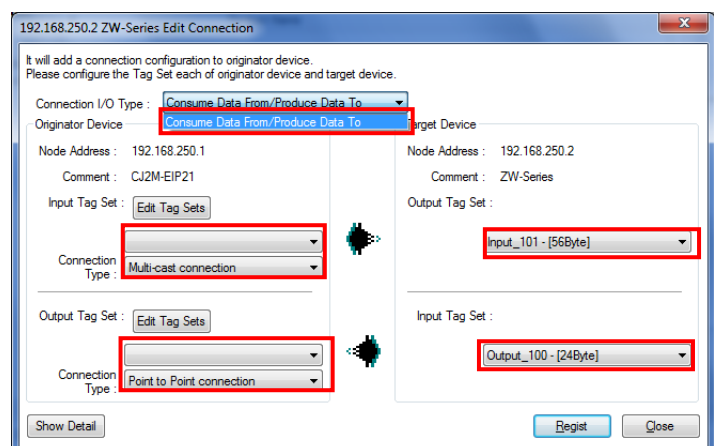 192.168.250.2 ZW-Series Edit Connection
It will add a connection configuration to originator device.
Please configure the Tag Set each of originator device and target device.
Connection I/O Type : Consume Data From/Produce Data To
Consume Data From/Produce Data To
Originator Device
Target Device
Node Address : 192.168.250.1
Node Address : 192.168.250.2
Comment : CJ2M-EIP21
Comment : ZW-Series
Input Tag Set : Edit Tag Sets
Output Tag Set :
Input_101 - [56Byte]
Connection Type : Multi-cast connection
Output Tag Set : Edit Tag Sets
Input Tag Set :
Output_100 - [24Byte]
Connection Type : Point to Point connection
Show Detail
Regist
Close